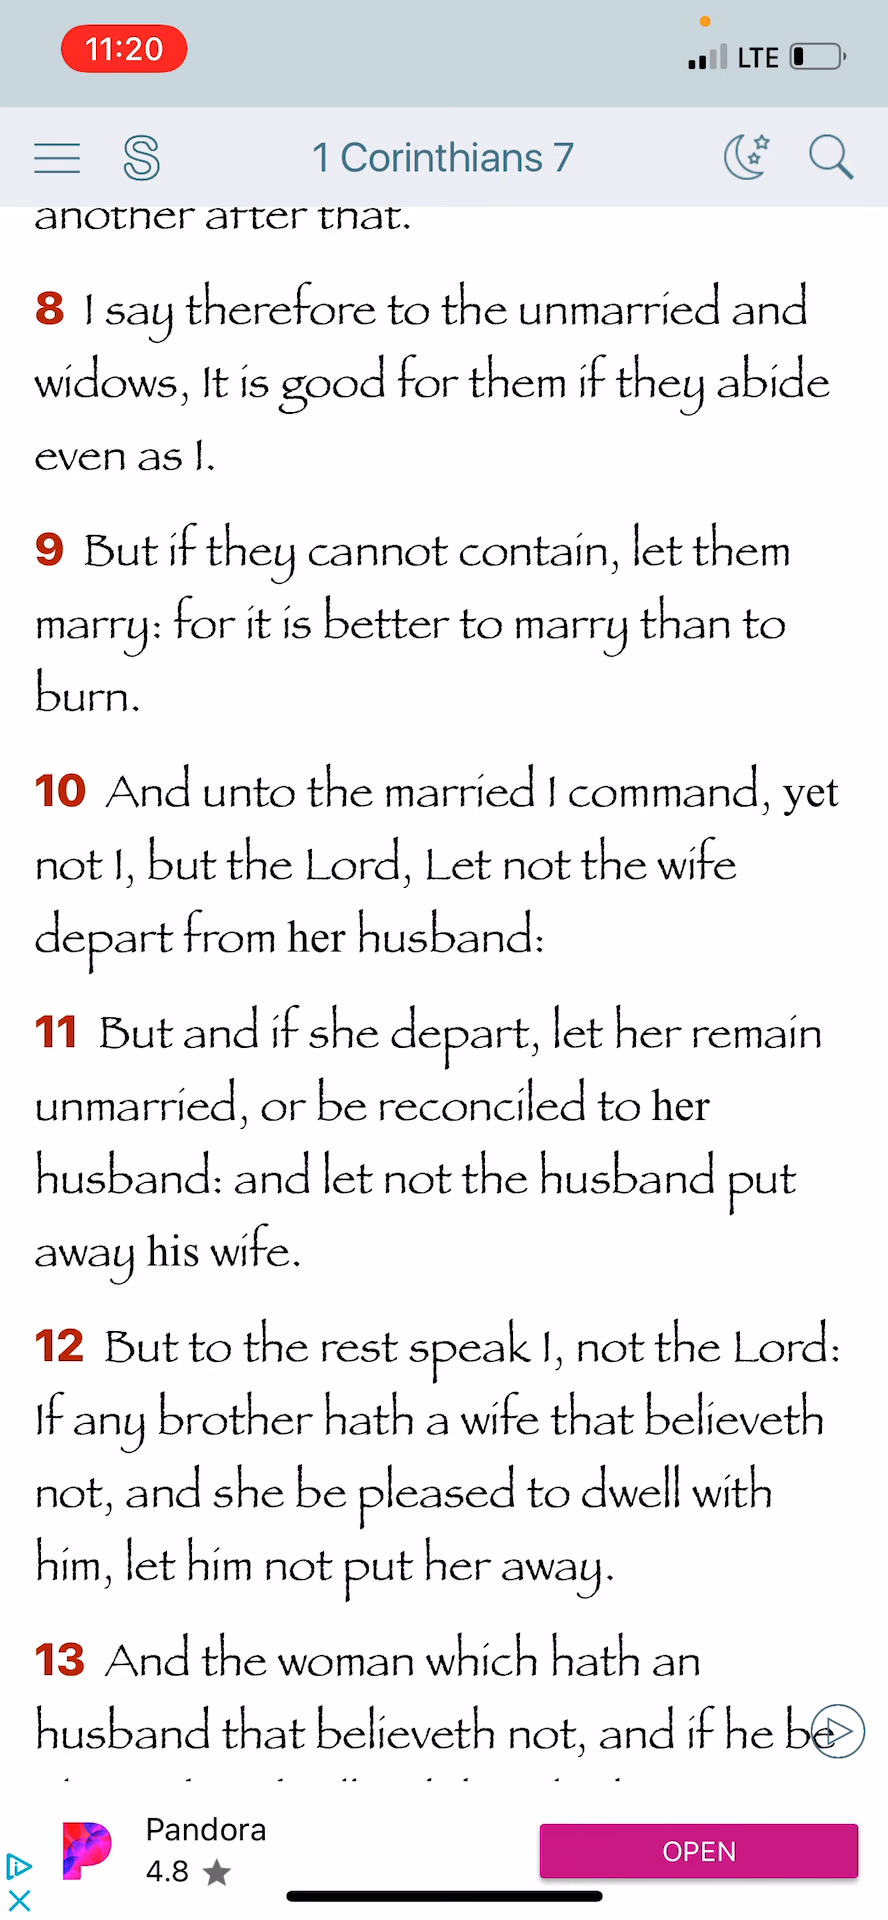 11:20
LTE
1 Corinthians 7
another after that.
8 I say therefore to the unmarried and
widows, It is good for them if they abide
even as I.
9 But if they cannot contain, let them
marry: for it is better to marry than to
burn.
10 And unto the married I command, yet
not I, but the Lord, Let not the wife
depart from her husband:
11 But and if she depart, let her remain
unmarried, or be reconciled to her
husband: and let not the husband put
away his wife.
12 But to the rest speak I, not the Lord:
If any brother hath a wife that believeth
not, and she be pleased to dwell with
him, let him not put her away.
13 And the woman which hath an
husband that believeth not, and if he be
Pandora
4.8
OPEN